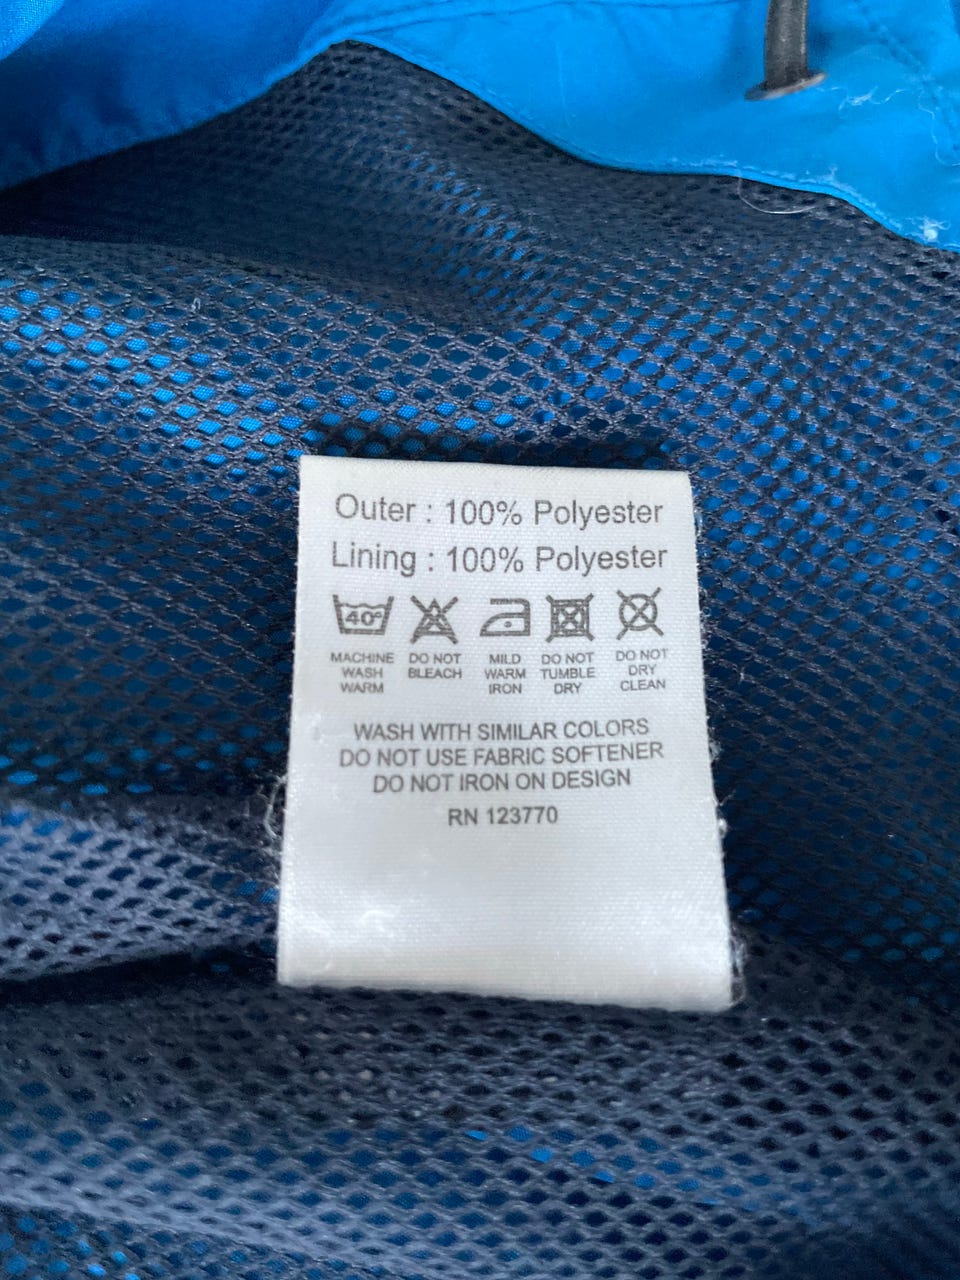 Outer : 100% Polyester
Lining : 100% Polyester
40°
MACHINE WASH WARM
DO NOT BLEACH
MILD WARM IRON
DO NOT TUMBLE DRY
DO NOT DRY CLEAN
WASH WITH SIMILAR COLORS
DO NOT USE FABRIC SOFTENER
DO NOT IRON ON DESIGN
RN 123770